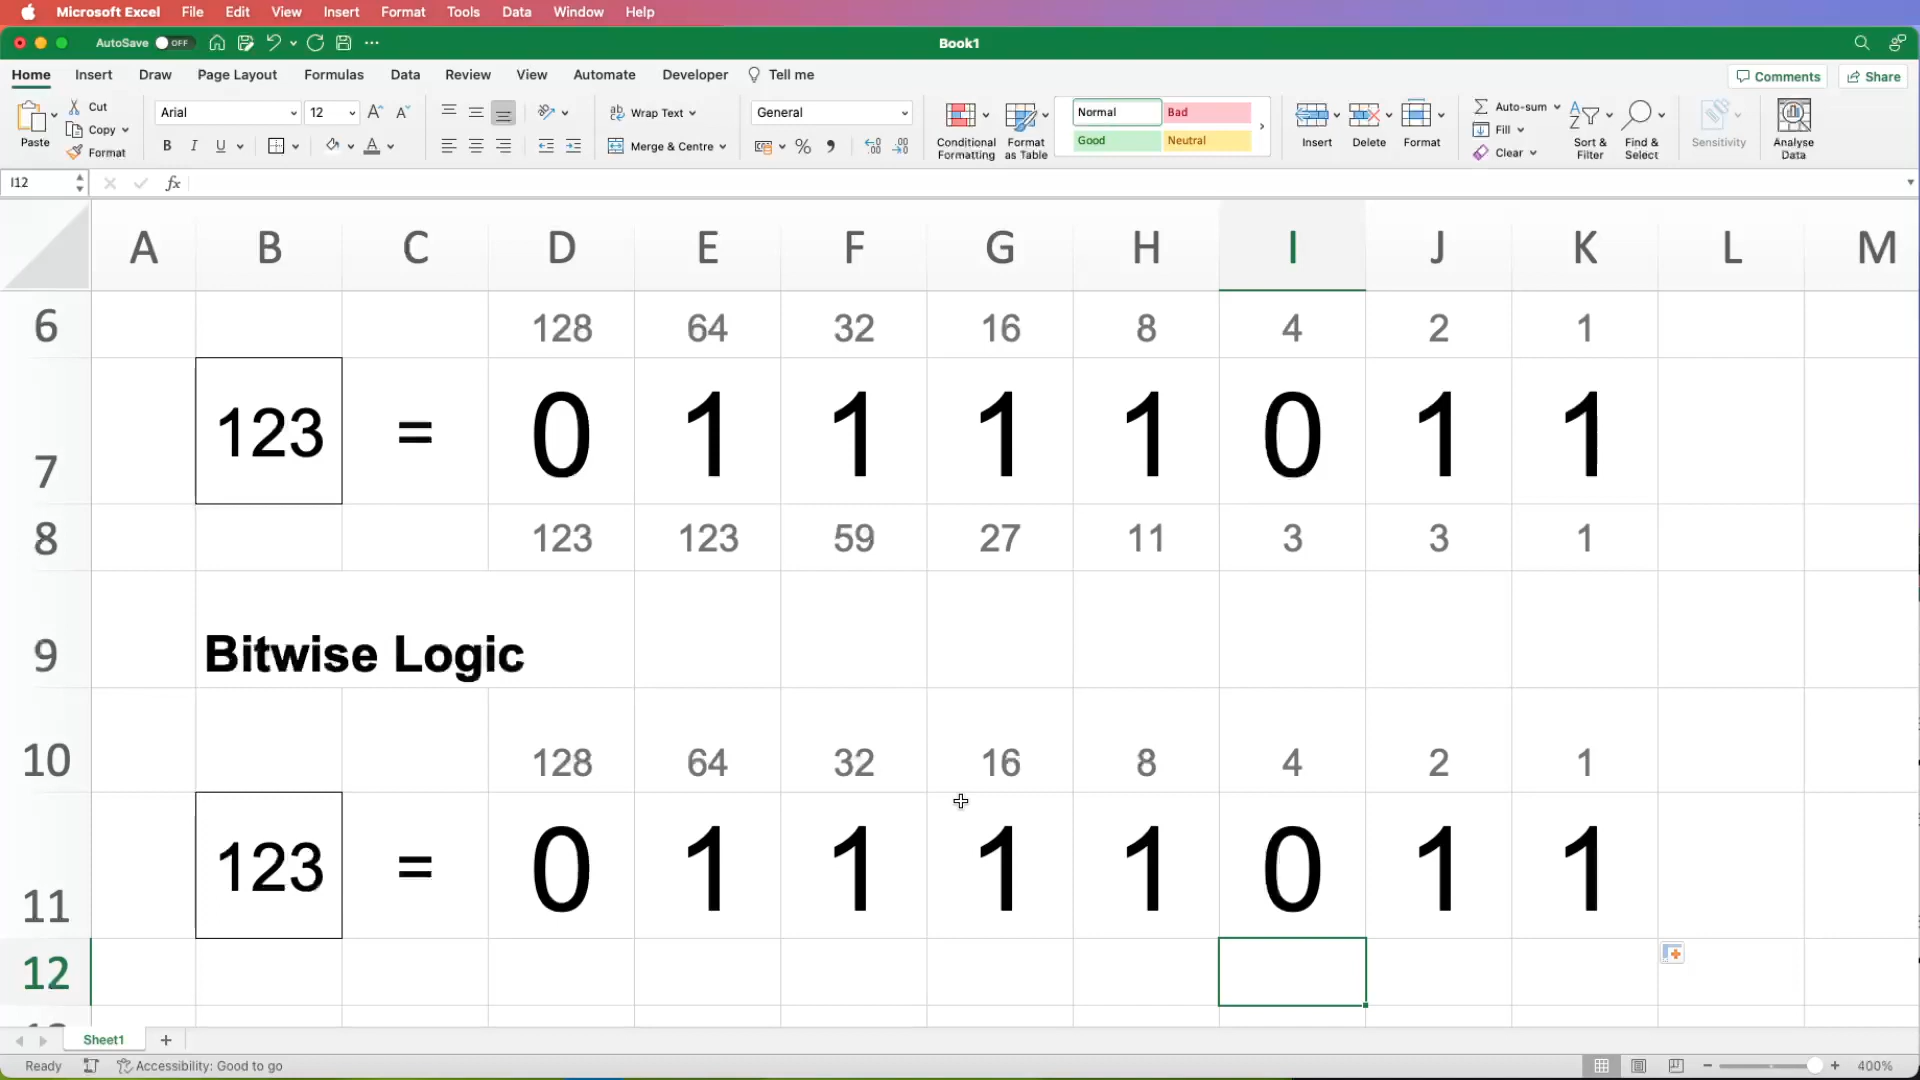 Microsoft Excel File Edit View Insert Format Tools Data Window Help
AutoSave OFF Book1
Home Insert Draw Page Layout Formulas Data Review View Automate Developer Tell me Comments Share
Paste Cut Copy Format
Arial 12 A^ Aˇ
B I U A
Wrap Text
Merge & Centre
General
% , .00 .0
Conditional Formatting
Format as Table
Normal Bad
Good Neutral
Insert Delete Format
Auto-sum
Fill
Clear
Sort & Filter
Find & Select
Sensitivity
Analyse Data
I12 fx
A B C D E F G H I J K L M
6 128 64 32 16 8 4 2 1
7 123 = 0 1 1 1 1 0 1 1
8 123 123 59 27 11 3 3 1
9 Bitwise Logic
10 128 64 32 16 8 4 2 1
11 123 = 0 1 1 1 1 0 1 1
12
Sheet1 +
Ready Accessibility: Good to go − + 400%